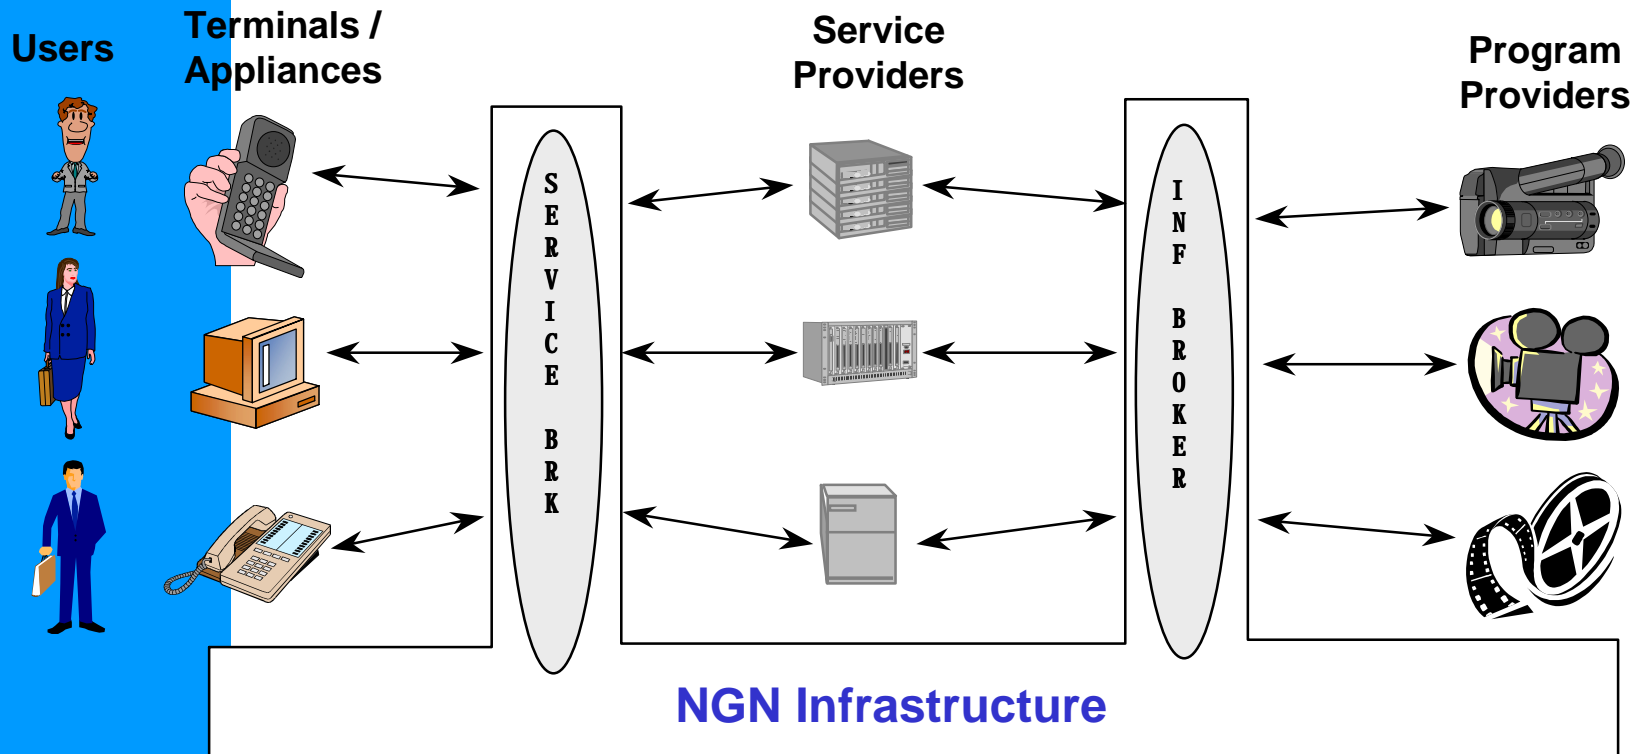 Users
Terminals /
Appliances
Service
Providers
Program
Providers
SERVICE BRK
INF BROKER
NGN Infrastructure